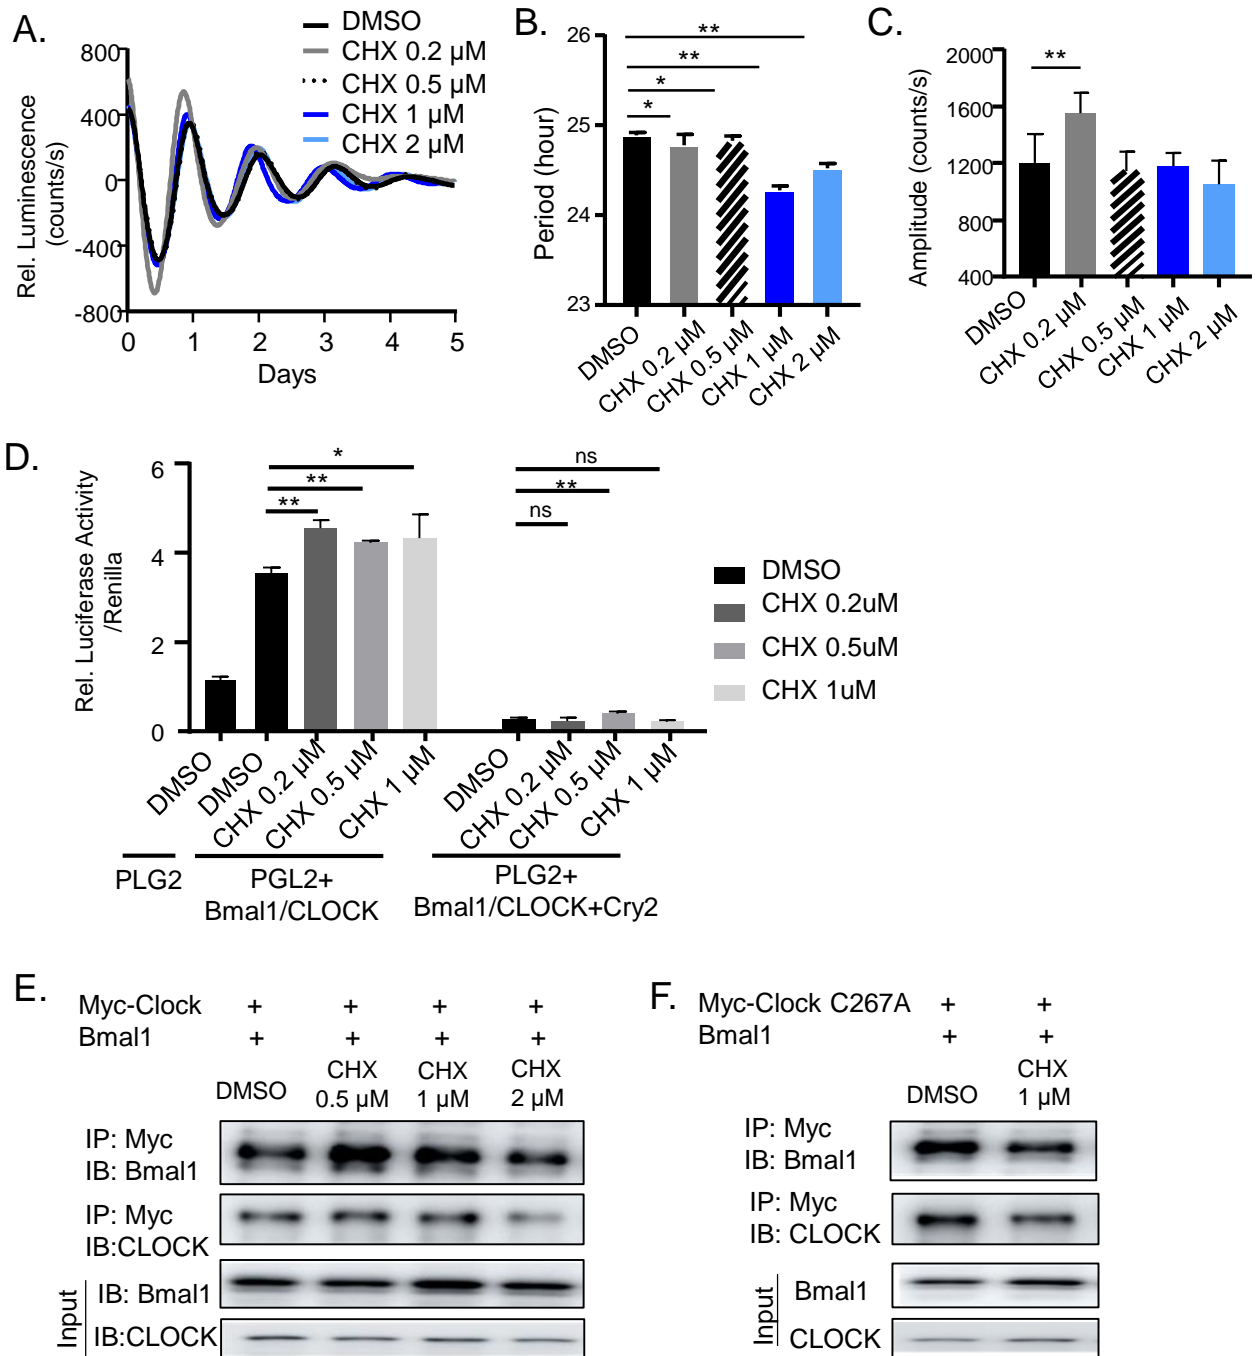 A.
800
400
0
-400
-800
0 1 2 3 4 5
Days
Rel. Luminescence
(counts/s)
DMSO
CHX 0.2 µM
CHX 0.5 µM
CHX 1 µM
CHX 2 µM
B.
26
25
24
23
Period (hour)
**
**
*
*
DMSO
CHX 0.2 µM
CHX 0.5 µM
CHX 1 µM
CHX 2 µM
C.
2000
1600
1200
800
400
Amplitude (counts/s)
**
DMSO
CHX 0.2 µM
CHX 0.5 µM
CHX 1 µM
CHX 2 µM
D.
6
4
2
0
Rel. Luciferase Activity
/Renilla
*
**
**
ns
**
ns
DMSO
DMSO
CHX 0.2 µM
CHX 0.5 µM
CHX 1 µM
DMSO
CHX 0.2 µM
CHX 0.5 µM
CHX 1 µM
PLG2
PGL2+
Bmal1/CLOCK
PLG2+
Bmal1/CLOCK+Cry2
DMSO
CHX 0.2uM
CHX 0.5uM
CHX 1uM
E.
Myc-Clock + + + +
Bmal1 + + + +
DMSO
CHX
0.5 µM
CHX
1 µM
CHX
2 µM
IP: Myc
IB: Bmal1
IP: Myc
IB:CLOCK
Input
IB: Bmal1
IB:CLOCK
F.
Myc-Clock C267A + +
Bmal1 + +
DMSO
CHX
1 µM
IP: Myc
IB: Bmal1
IP: Myc
IB: CLOCK
Input
Bmal1
CLOCK